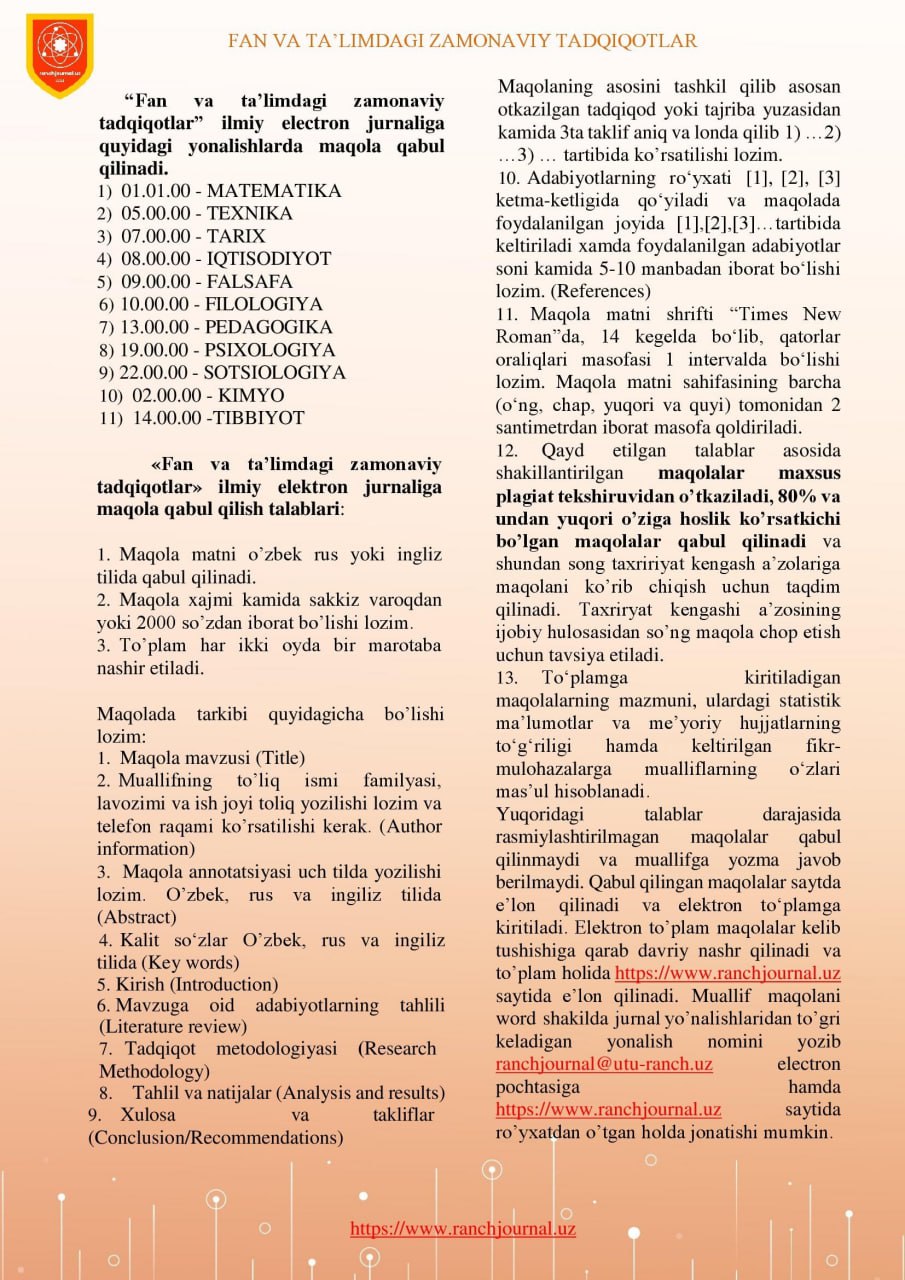 FAN VA TA’LIMDAGI ZAMONAVIY TADQIQOTLAR
ranchjournal.uz
“Fan va ta’limdagi zamonaviy
tadqiqotlar” ilmiy electron jurnaliga
quyidagi yonalishlarda maqola qabul
qilinadi.
1) 01.01.00 - MATEMATIKA
2) 05.00.00 - TEXNIKA
3) 07.00.00 - TARIX
4) 08.00.00 - IQTISODIYOT
5) 09.00.00 - FALSAFA
6) 10.00.00 - FILOLOGIYA
7) 13.00.00 - PEDAGOGIKA
8) 19.00.00 - PSIXOLOGIYA
9) 22.00.00 - SOTSIOLOGIYA
10) 02.00.00 - KIMYO
11) 14.00.00 -TIBBIYOT
«Fan va ta’limdagi zamonaviy
tadqiqotlar» ilmiy elektron jurnaliga
maqola qabul qilish talablari:
1. Maqola matni o’zbek rus yoki ingliz
tilida qabul qilinadi.
2. Maqola xajmi kamida sakkiz varoqdan
yoki 2000 so’zdan iborat bo’lishi lozim.
3. To’plam har ikki oyda bir marotaba
nashir etiladi.
Maqolada tarkibi quyidagicha bo’lishi
lozim:
1. Maqola mavzusi (Title)
2. Muallifning to’liq ismi familyasi,
lavozimi va ish joyi toliq yozilishi lozim va
telefon raqami ko’rsatilishi kerak. (Author
information)
3. Maqola annotatsiyasi uch tilda yozilishi
lozim. O’zbek, rus va ingiliz tilida
(Abstract)
4. Kalit so‘zlar O’zbek, rus va ingiliz
tilida (Key words)
5. Kirish (Introduction)
6. Mavzuga oid adabiyotlarning tahlili
(Literature review)
7. Tadqiqot metodologiyasi (Research
Methodology)
8. Tahlil va natijalar (Analysis and results)
9. Xulosa va takliflar
(Conclusion/Recommendations)
Maqolaning asosini tashkil qilib asosan
otkazilgan tadqiqod yoki tajriba yuzasidan
kamida 3ta taklif aniq va londa qilib 1) …2)
…3) … tartibida ko’rsatilishi lozim.
10. Adabiyotlarning ro‘yxati [1], [2], [3]
ketma-ketligida qo‘yiladi va maqolada
foydalanilgan joyida [1],[2],[3]…tartibida
keltiriladi xamda foydalanilgan adabiyotlar
soni kamida 5-10 manbadan iborat bo‘lishi
lozim. (References)
11. Maqola matni shrifti “Times New
Roman”da, 14 kegelda bo‘lib, qatorlar
oraliqlari masofasi 1 intervalda bo‘lishi
lozim. Maqola matni sahifasining barcha
(o‘ng, chap, yuqori va quyi) tomonidan 2
santimetrdan iborat masofa qoldiriladi.
12. Qayd etilgan talablar asosida
shakillantirilgan maqolalar maxsus
plagiat tekshiruvidan o’tkaziladi, 80% va
undan yuqori o’ziga hoslik ko’rsatkichi
bo’lgan maqolalar qabul qilinadi va
shundan song taxririyat kengash a’zolariga
maqolani ko’rib chiqish uchun taqdim
qilinadi. Taxriryat kengashi a’zosining
ijobiy hulosasidan so’ng maqola chop etish
uchun tavsiya etiladi.
13. To‘plamga kiritiladigan
maqolalarning mazmuni, ulardagi statistik
ma’lumotlar va me’yoriy hujjatlarning
to‘g‘riligi hamda keltirilgan fikr-
mulohazalarga mualliflarning o‘zlari
mas’ul hisoblanadi.
Yuqoridagi talablar darajasida
rasmiylashtirilmagan maqolalar qabul
qilinmaydi va muallifga yozma javob
berilmaydi. Qabul qilingan maqolalar saytda
e’lon qilinadi va elektron to‘plamga
kiritiladi. Elektron to’plam maqolalar kelib
tushishiga qarab davriy nashr qilinadi va
to’plam holida https://www.ranchjournal.uz
saytida e’lon qilinadi. Muallif maqolani
word shakilda jurnal yo’nalishlaridan to’gri
keladigan yonalish nomini yozib
ranchjournal@utu-ranch.uz electron
pochtasiga hamda
https://www.ranchjournal.uz saytida
ro’yxatdan o’tgan holda jonatishi mumkin.
https://www.ranchjournal.uz